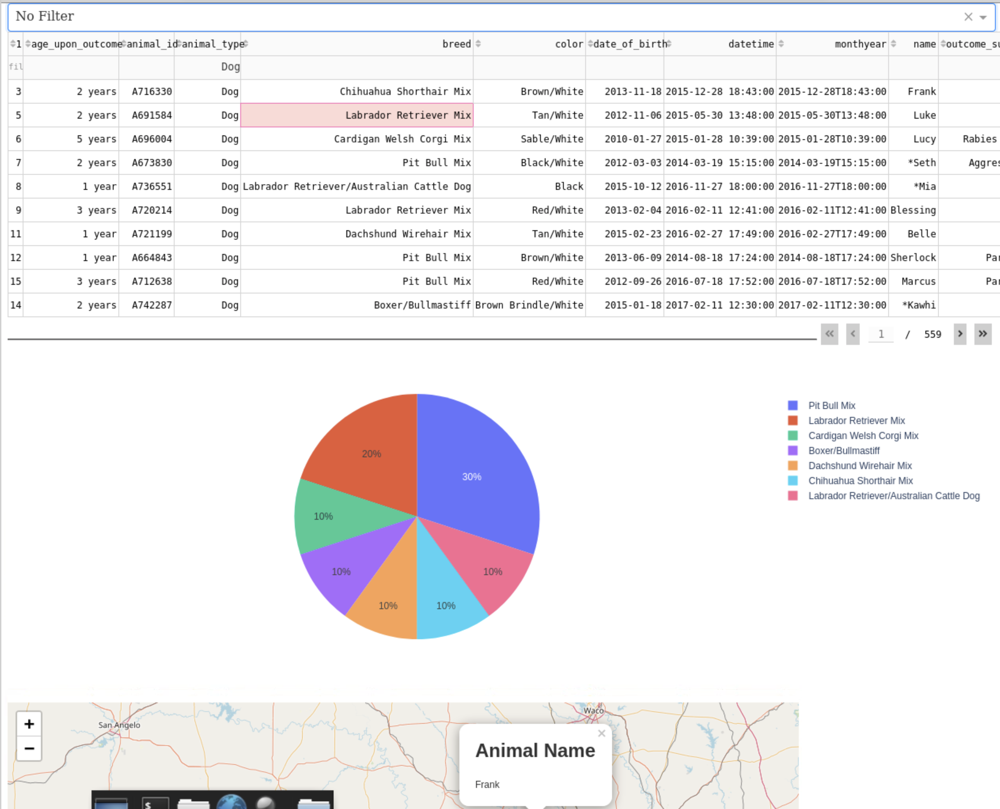 No Filter
1 age_upon_outcome animal_id animal_type breed color date_of_birth datetime monthyear name
fil Dog
3 2 years A716330 Dog Chihuahua Shorthair Mix Brown/White 2013-11-18 2015-12-28 18:43:00 2015-12-28T18:43:00 Frank
5 2 years A691584 Dog Labrador Retriever Mix Tan/White 2012-11-06 2015-05-30 13:48:00 2015-05-30T13:48:00 Luke
6 5 years A696004 Dog Cardigan Welsh Corgi Mix Sable/White 2010-01-27 2015-01-28 10:39:00 2015-01-28T10:39:00 Lucy Rabies
7 2 years A673830 Dog Pit Bull Mix Black/White 2012-03-03 2014-03-19 15:15:00 2014-03-19T15:15:00 *Seth Aggres
8 1 year A736551 Dog Labrador Retriever/Australian Cattle Dog Black 2015-10-12 2016-11-27 18:00:00 2016-11-27T18:00:00 *Mia
9 3 years A720214 Dog Labrador Retriever Mix Red/White 2013-02-04 2016-02-11 12:41:00 2016-02-11T12:41:00 Blessing
11 1 year A721199 Dog Dachshund Wirehair Mix Tan/White 2015-02-23 2016-02-27 17:49:00 2016-02-27T17:49:00 Belle
12 1 year A664843 Dog Pit Bull Mix Brown/White 2013-06-09 2014-08-18 17:24:00 2014-08-18T17:24:00 Sherlock Par
15 3 years A712638 Dog Pit Bull Mix Red/White 2012-09-26 2016-07-18 17:52:00 2016-07-18T17:52:00 Marcus Par
14 2 years A742287 Dog Boxer/Bullmastiff Brown Brindle/White 2015-01-18 2017-02-11 12:30:00 2017-02-11T12:30:00 *Kawhi
1 / 559
Pit Bull Mix
Labrador Retriever Mix
Cardigan Welsh Corgi Mix
Boxer/Bullmastiff
Dachshund Wirehair Mix
Chihuahua Shorthair Mix
Labrador Retriever/Australian Cattle Dog
20%
30%
10%
10%
10%
10%
10%
Waco
San Angelo
+
−
×
Animal Name
Frank
$